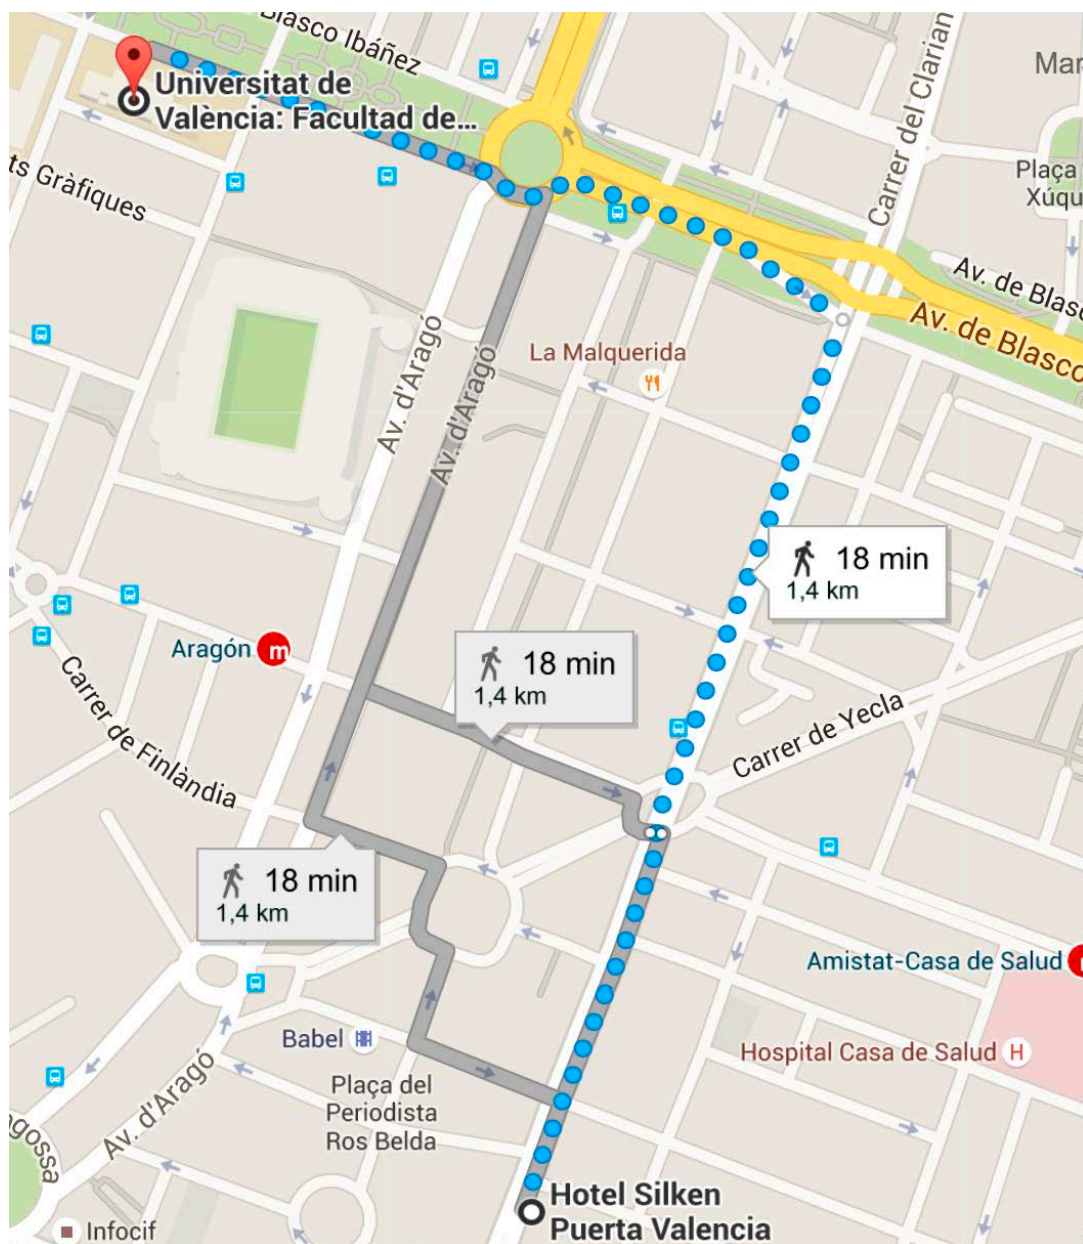 Blasco Ibáñez
Carrer del Clarian
Mar
Universitat de
València: Facultad de...
ts Gràfiques
Plaça
Xúqu
Av. de Blasc
Av. de Blasco
La Malquerida
Av. d'Aragó
Av. d'Aragó
18 min
1,4 km
Aragón
m
18 min
1,4 km
Carrer de Finlàndia
Carrer de Yecla
18 min
1,4 km
Amistat-Casa de Salud
Babel
Hospital Casa de Salud H
Plaça del
Periodista
Ros Belda
Av. d'Aragó
agossa
Hotel Silken
Puerta Valencia
Infocif